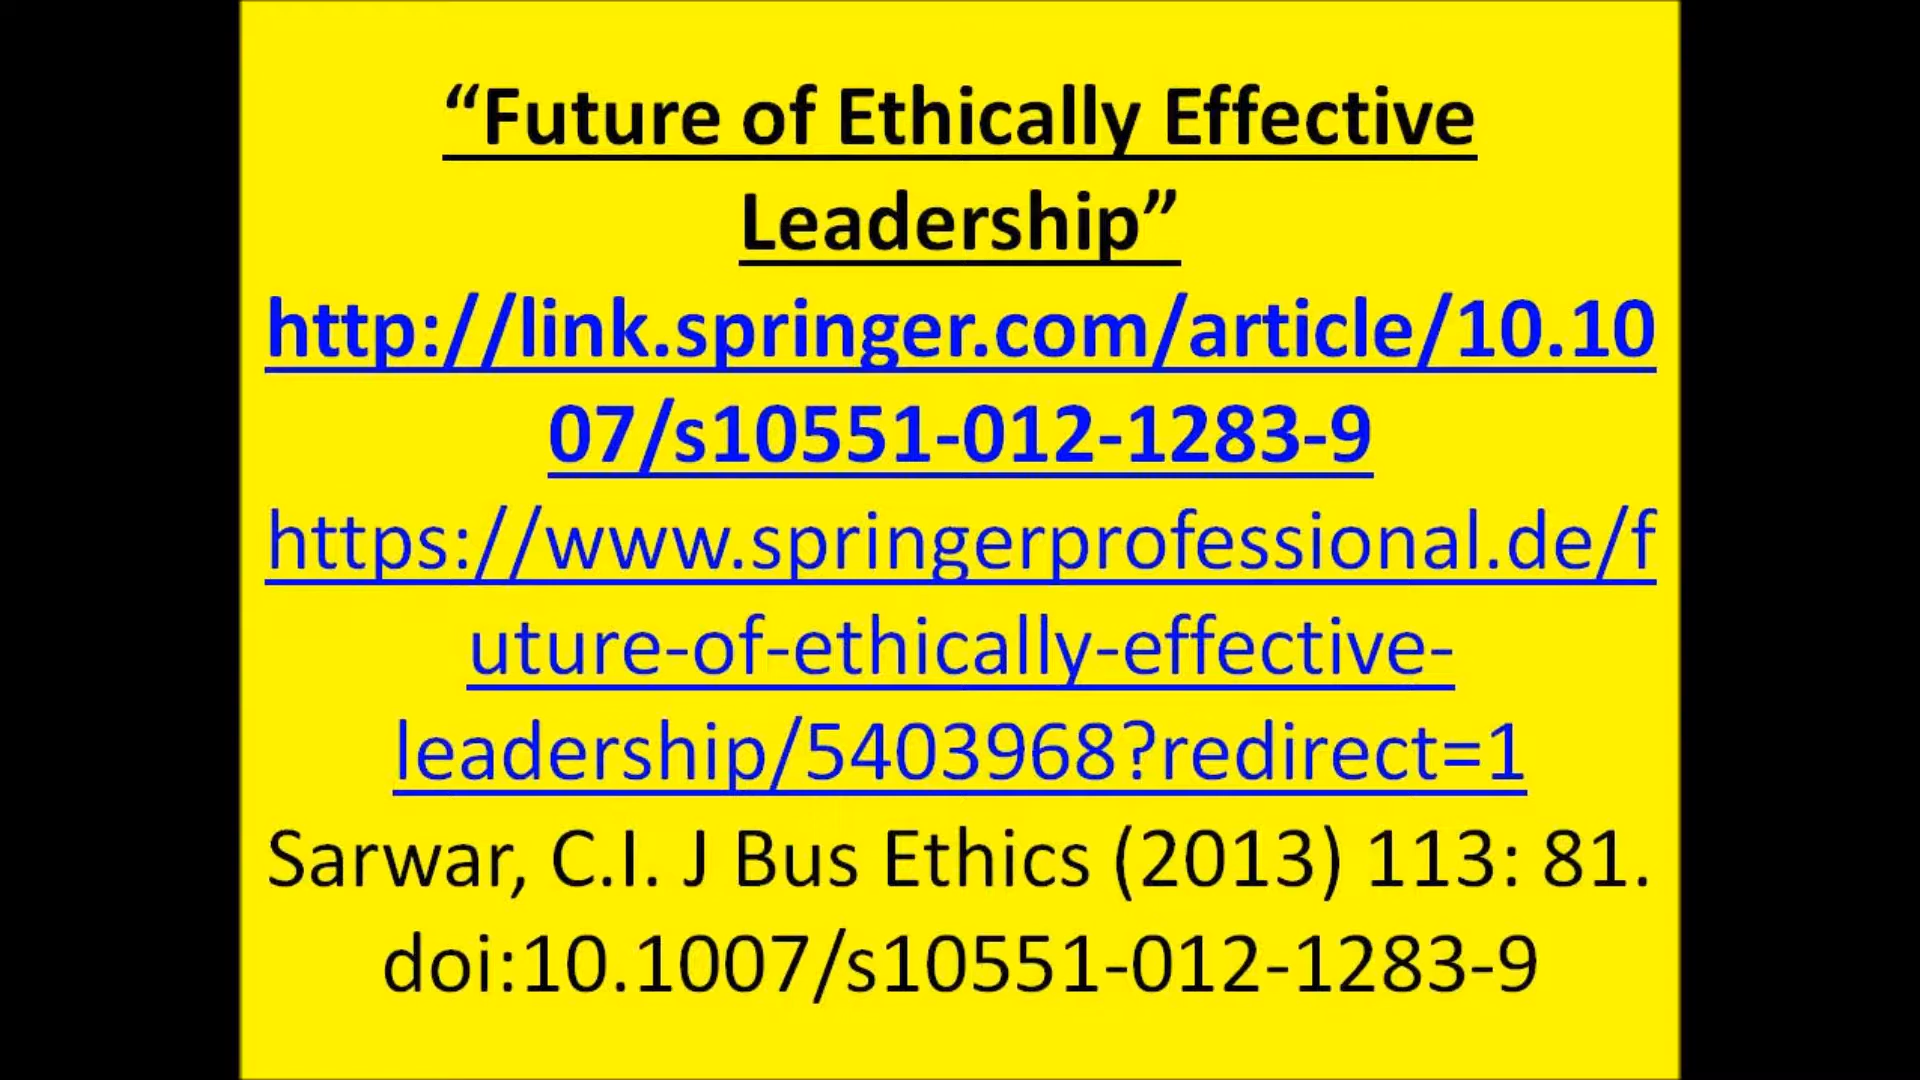 “Future of Ethically Effective
Leadership”
http://link.springer.com/article/10.10
07/s10551-012-1283-9
https://www.springerprofessional.de/f
uture-of-ethically-effective-
leadership/5403968?redirect=1
Sarwar, C.I. J Bus Ethics (2013) 113: 81.
doi:10.1007/s10551-012-1283-9